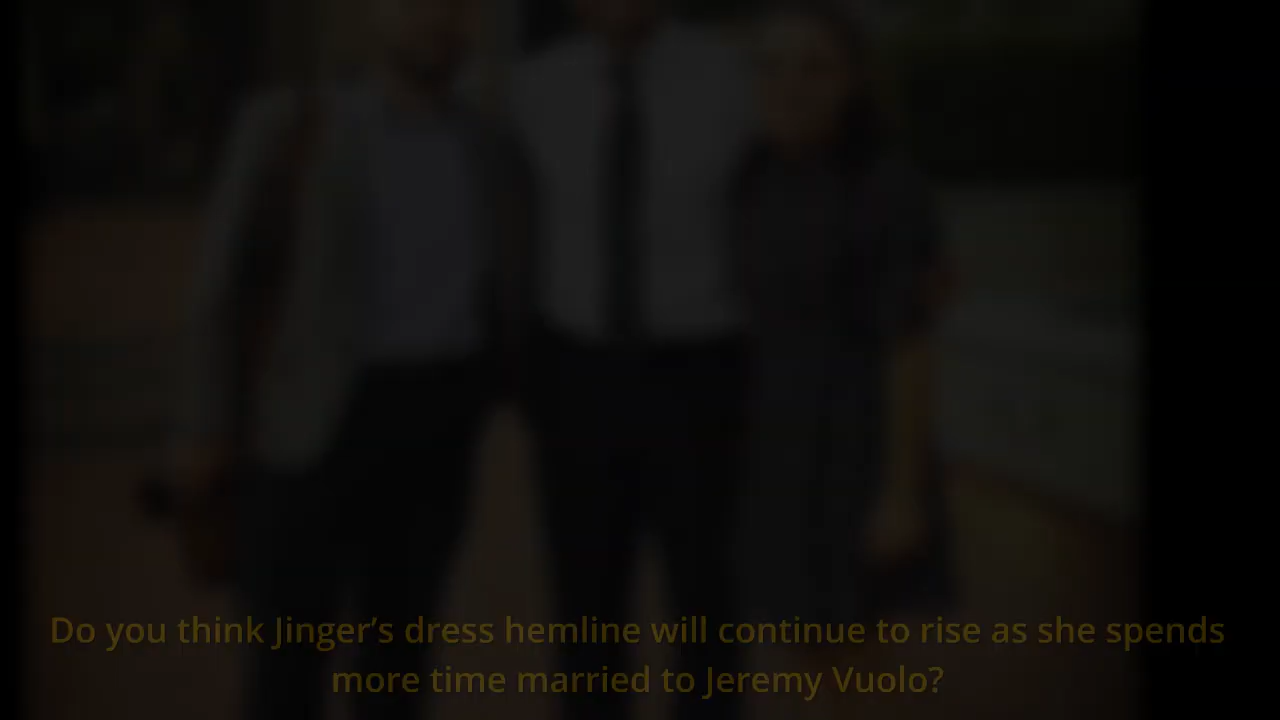 Do you think Jinger’s dress hemline will continue to rise as she spends
more time married to Jeremy Vuolo?